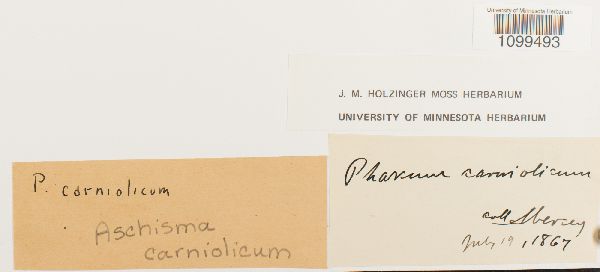 University of Minnesota Herbarium
1099493
J. M. HOLZINGER MOSS HERBARIUM
UNIVERSITY OF MINNESOTA HERBARIUM
P. carniolicum
Aschisma
carniolicum
carniolicum
coll
July 19, 1867